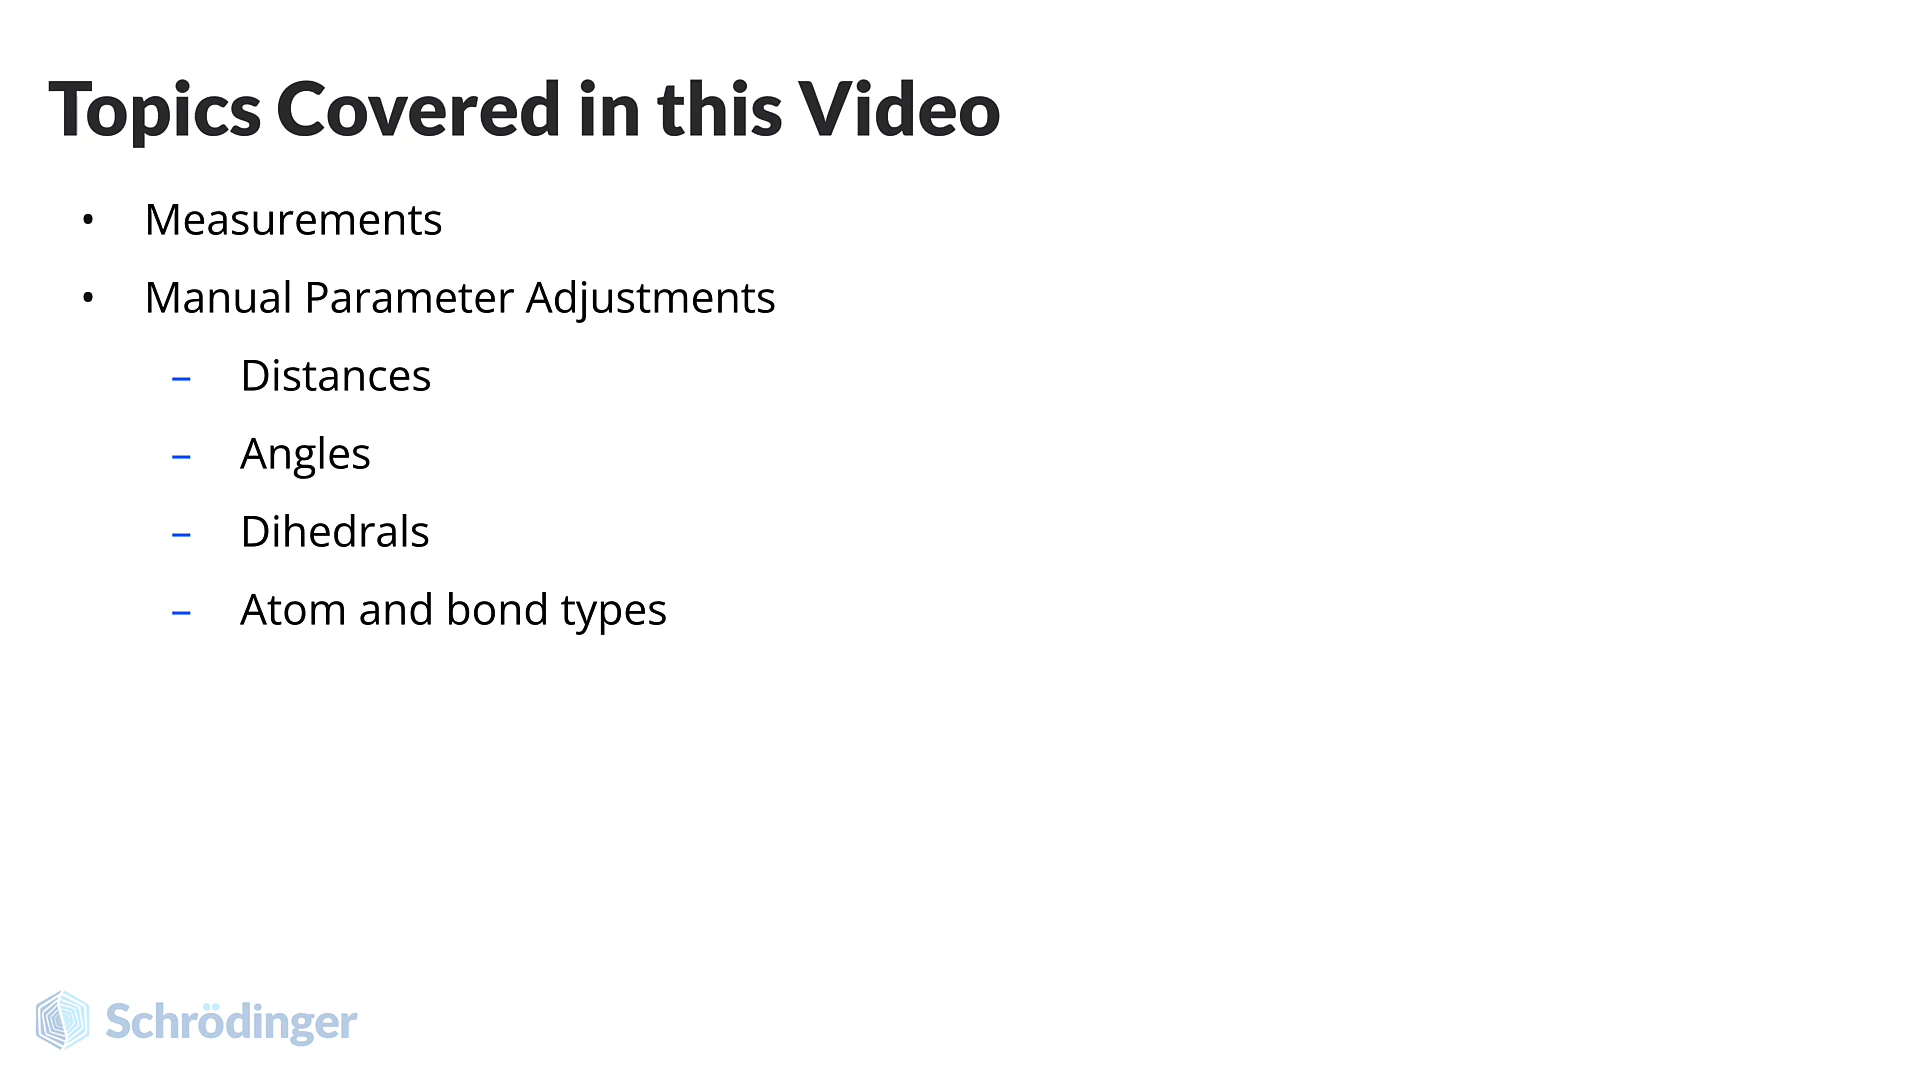 Topics Covered in this Video
• Measurements
• Manual Parameter Adjustments
– Distances
– Angles
– Dihedrals
– Atom and bond types
Schrödinger